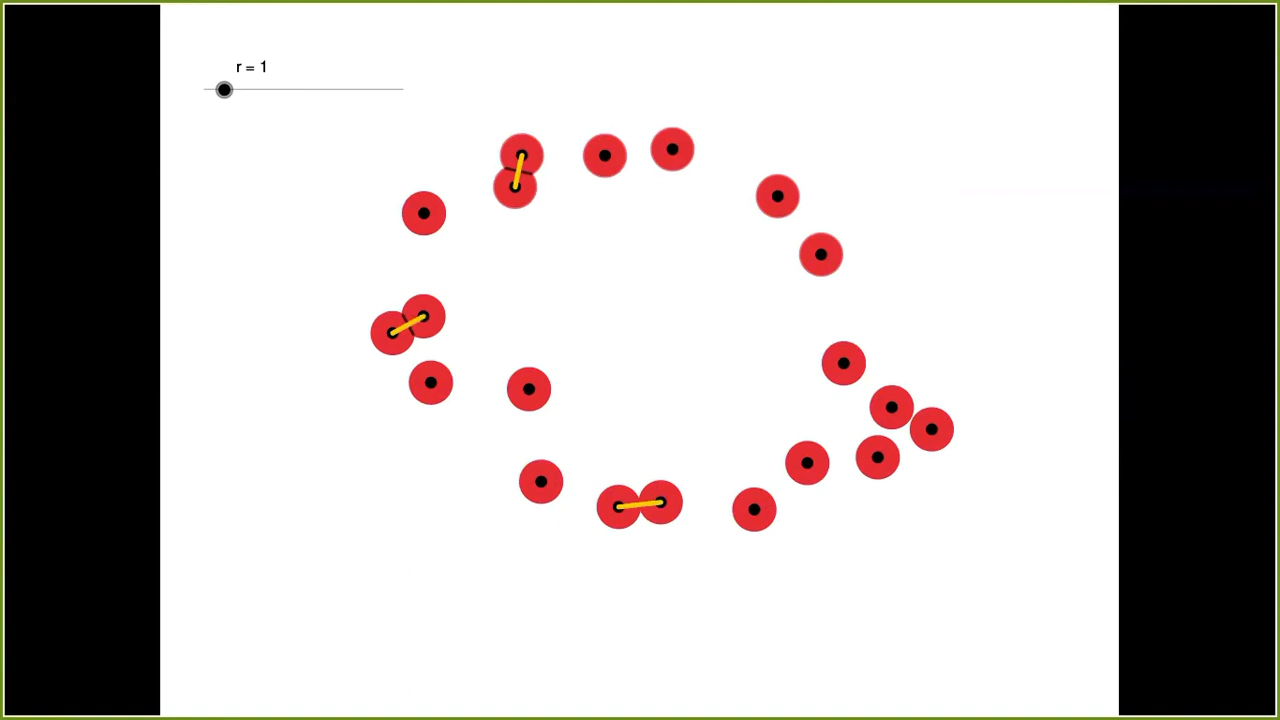 r = 1